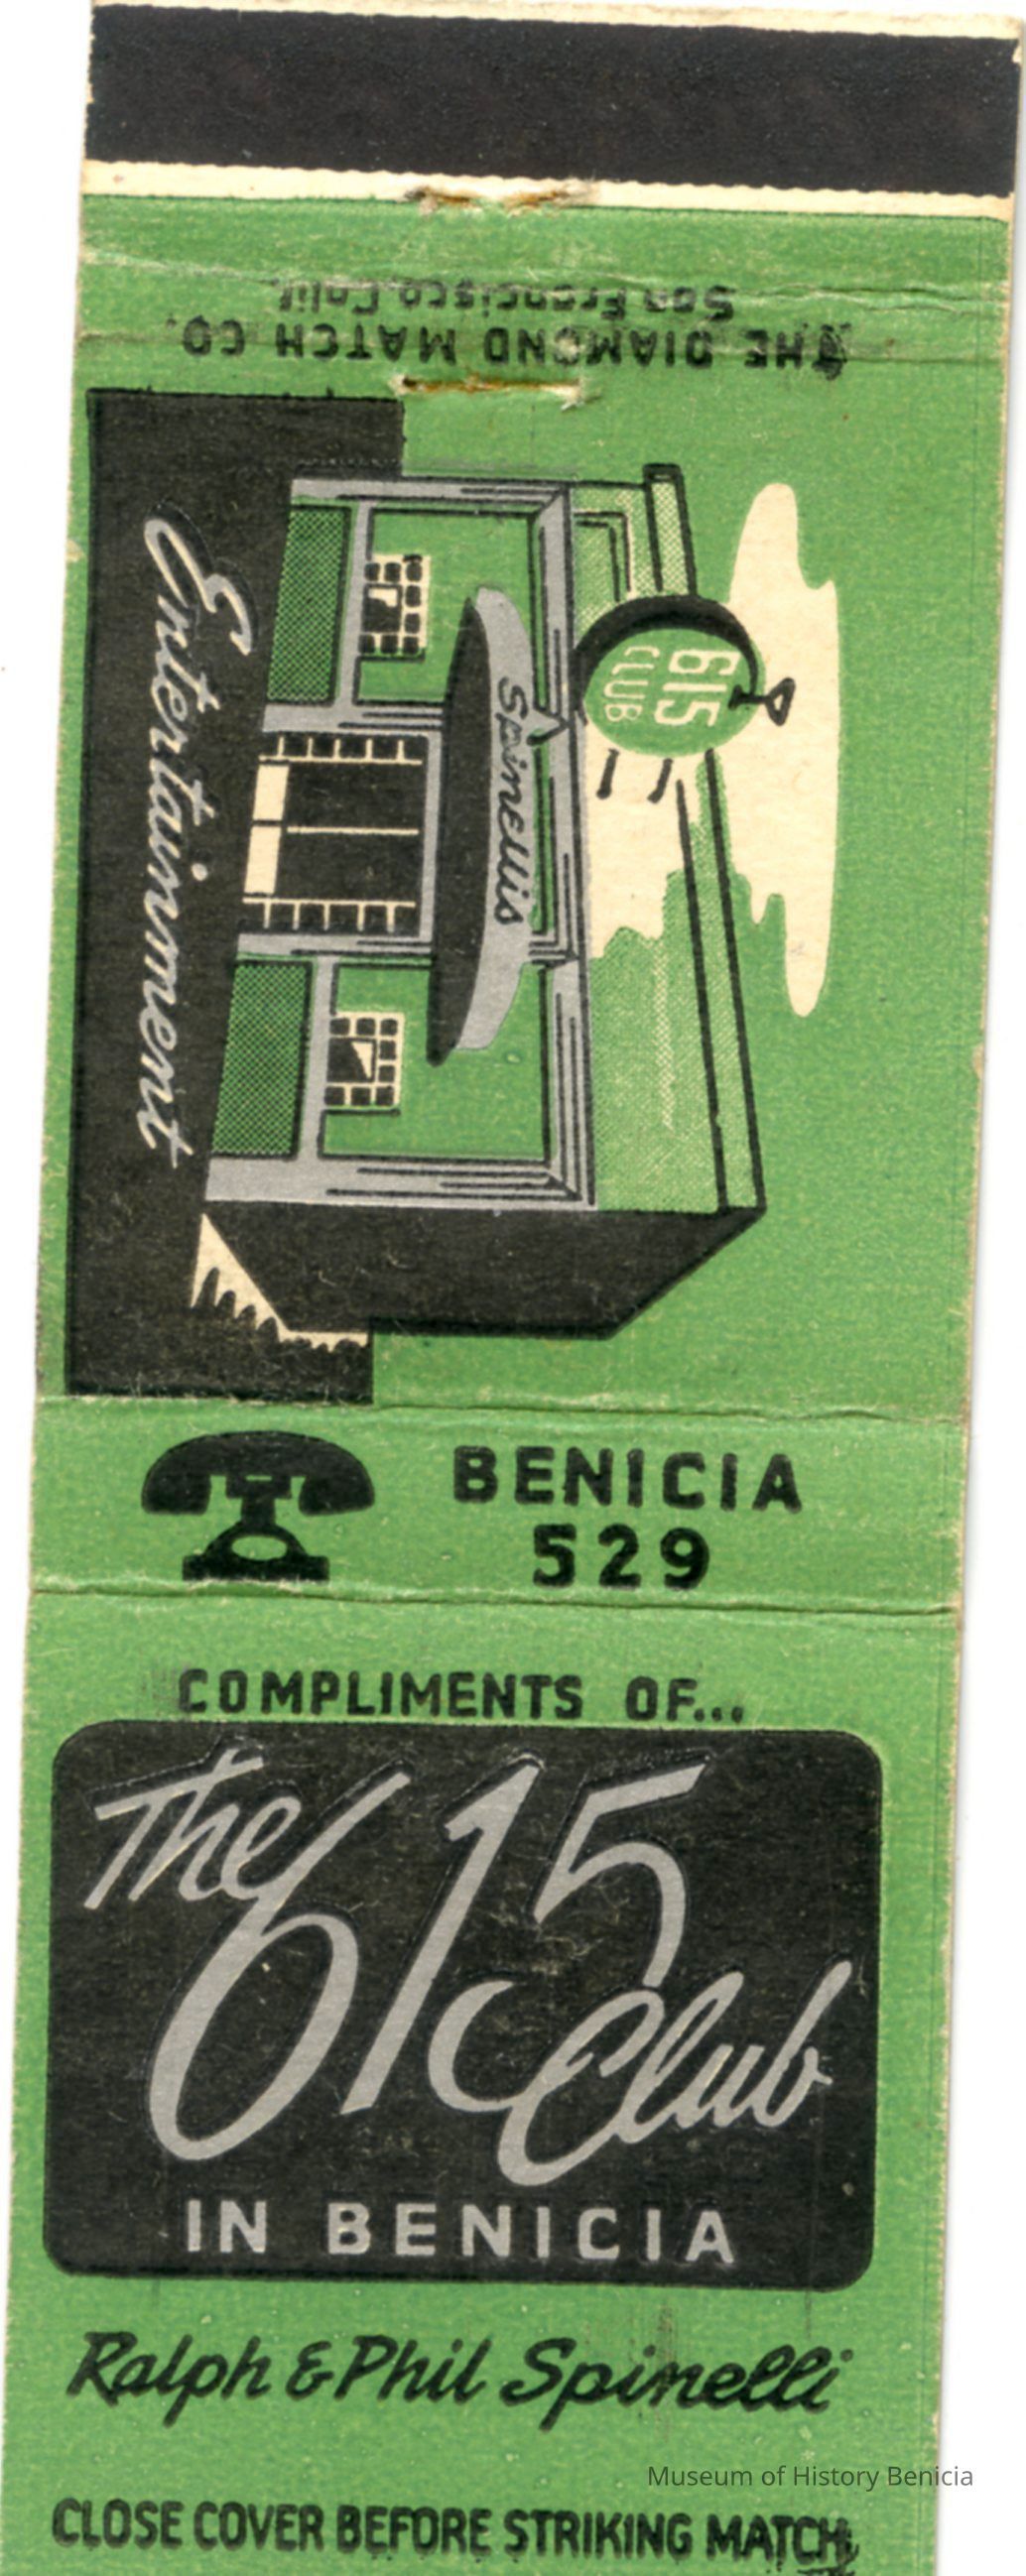 THE DIAMOND MATCH CO.
San Francisco Calif.
615
CLUB
Spinellis
Entertainment
BENICIA
529
COMPLIMENTS OF...
The
615
Club
IN BENICIA
Ralph & Phil Spinelli
Museum of History Benicia
CLOSE COVER BEFORE STRIKING MATCH